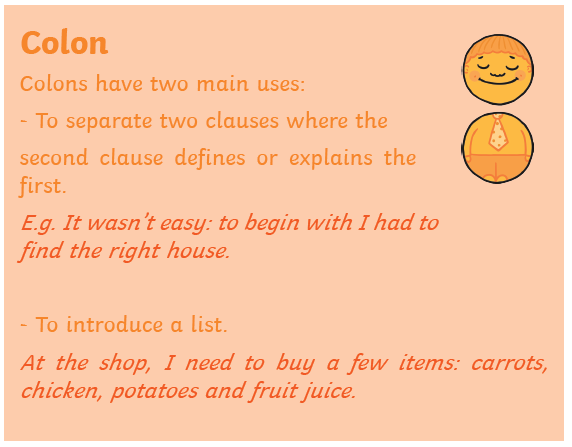 Colon
Colons have two main uses:
- To separate two clauses where the
second clause defines or explains the
first.
E.g. It wasn't easy: to begin with I had to
find the right house.
- To introduce a list.
At the shop, I need to buy a few items: carrots,
chicken, potatoes and fruit juice.